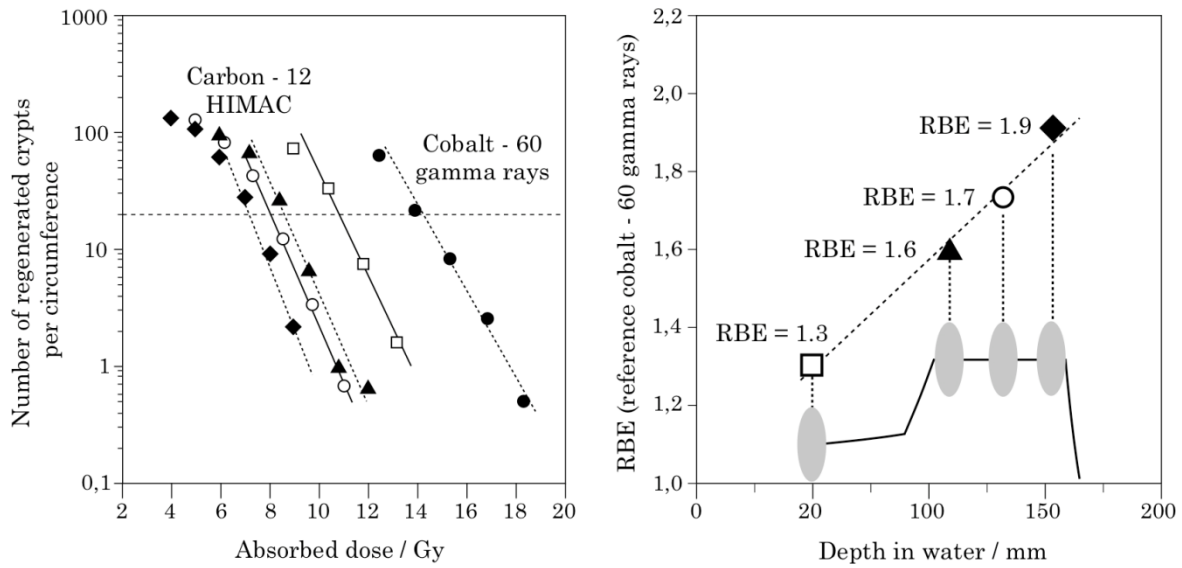 1000
100
10
1
0,1
Number of regenerated crypts
per circumference
Carbon - 12
HIMAC
Cobalt - 60
gamma rays
2 4 6 8 10 12 14 16 18 20
Absorbed dose / Gy
2,2
2,0
1,8
1,6
1,4
1,2
1,0
RBE (reference cobalt - 60 gamma rays)
RBE = 1.9
RBE = 1.7
RBE = 1.6
RBE = 1.3
0 20 100 150 200
Depth in water / mm